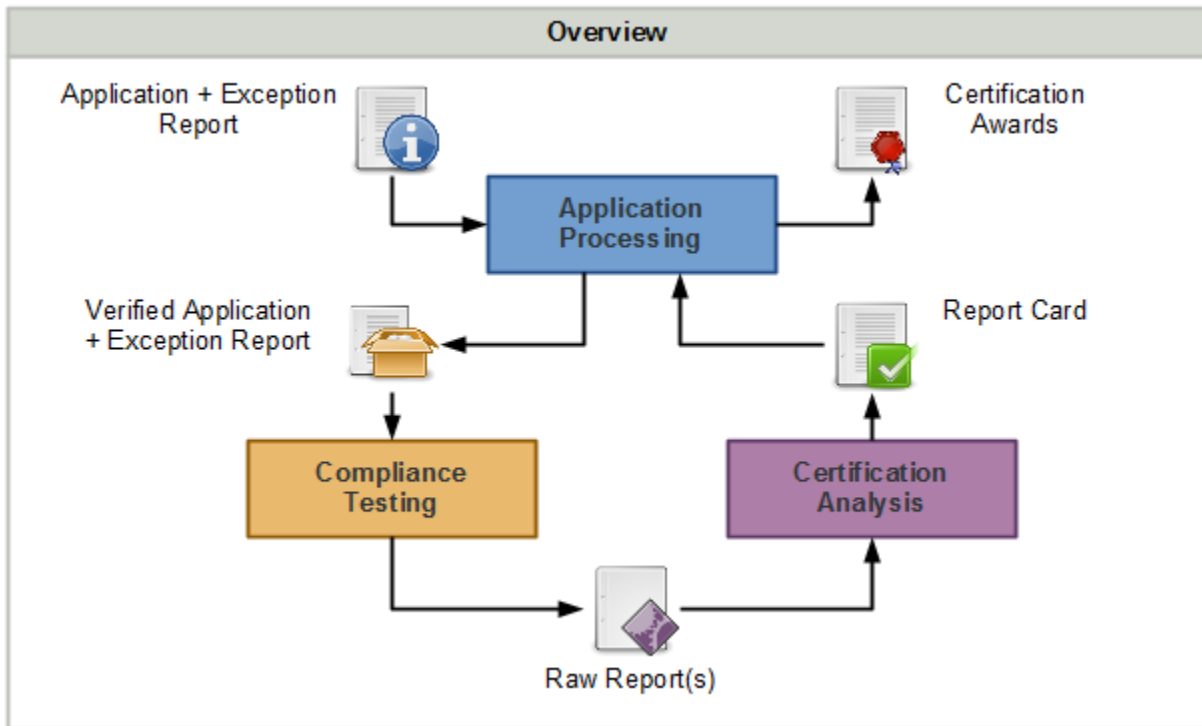 Overview
Application + Exception
Report
Certification
Awards
Application
Processing
Verified Application
+ Exception Report
Report Card
Compliance
Testing
Certification
Analysis
Raw Report(s)